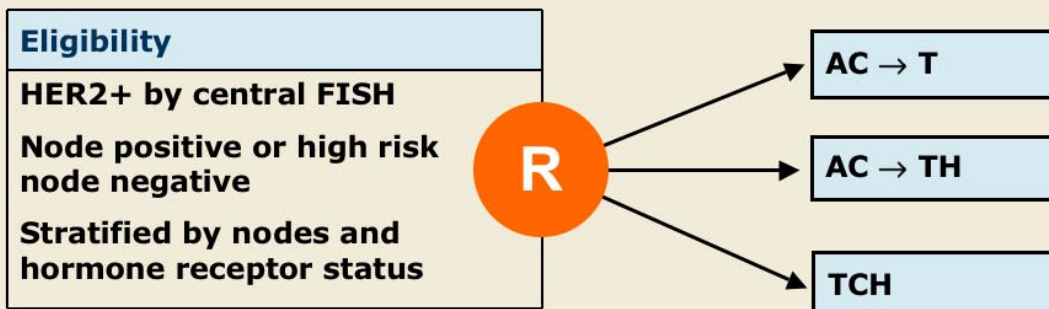 Eligibility
HER2+ by central FISH
Node positive or high risk
node negative
Stratified by nodes and
hormone receptor status
R
AC → T
AC → TH
TCH